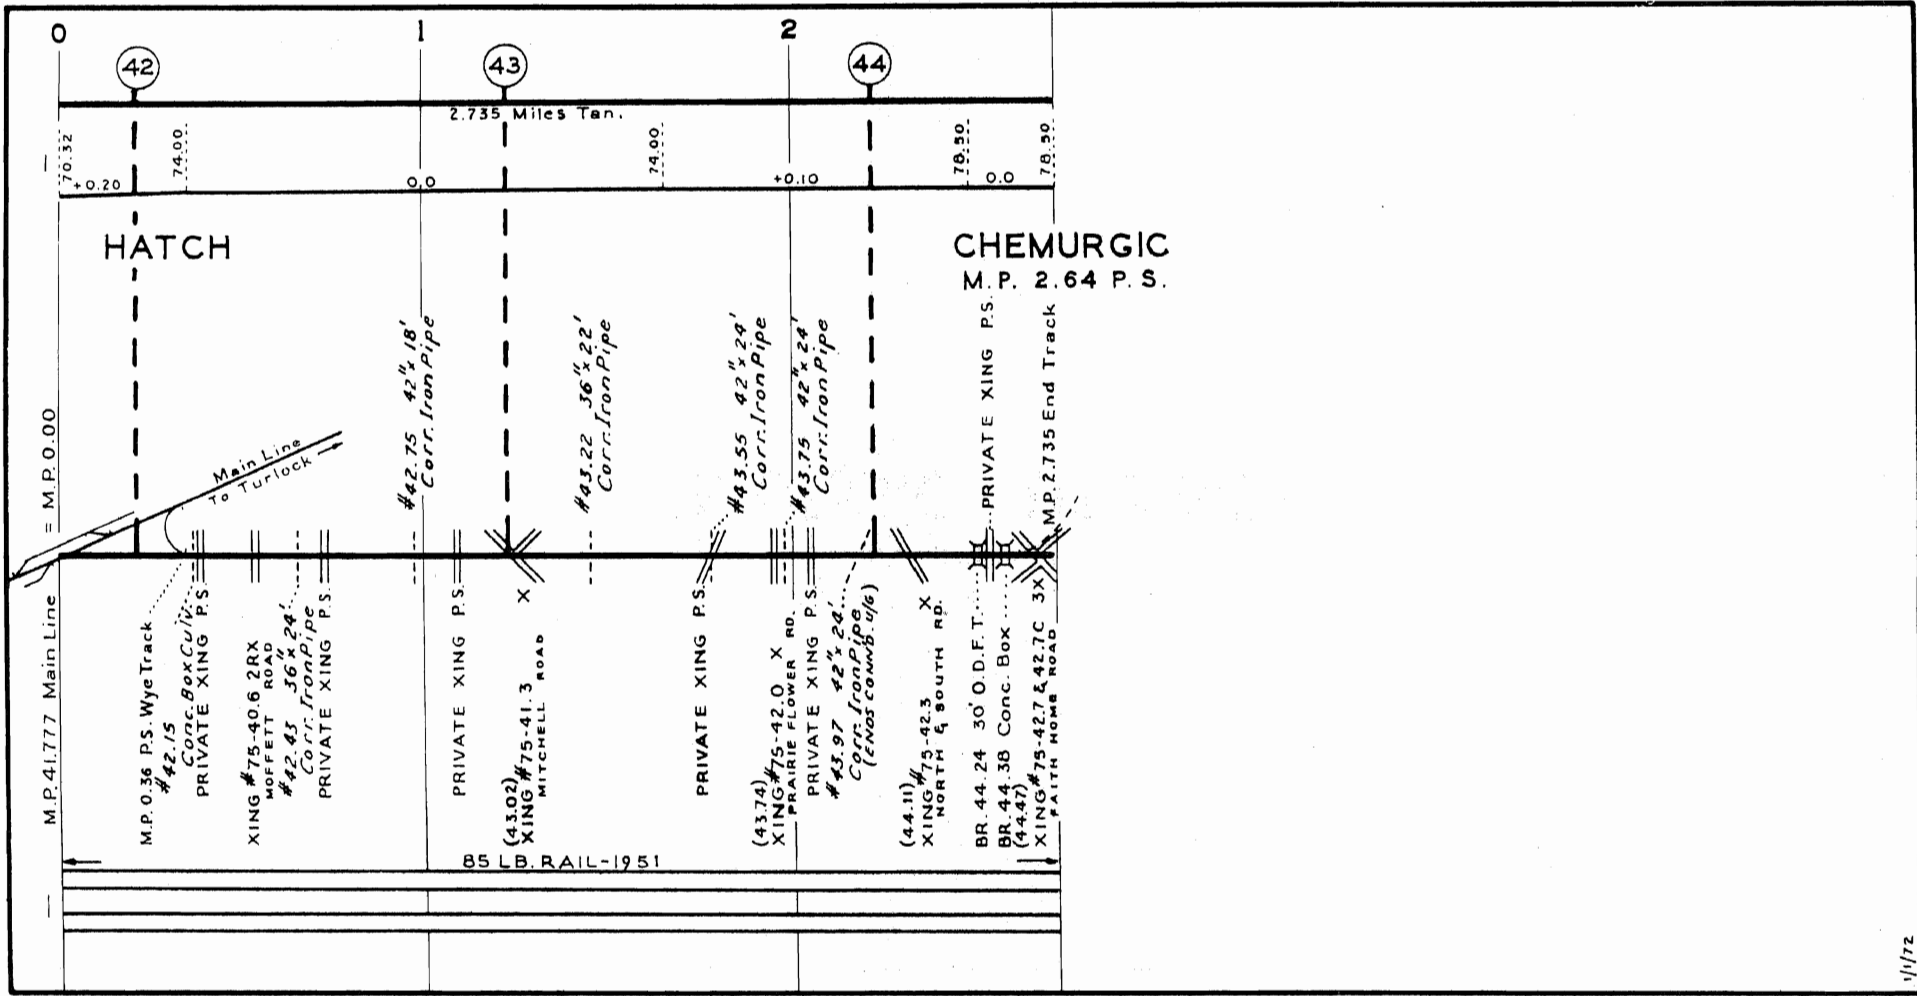 0
1
2
42
43
44
2.735 Miles Tan.
70.32
74.00
74.00
78.50
78.50
+0.20
0.0
+0.10
0.0
HATCH
CHEMURGIC
M.P. 2.64 P.S.
= M.P. 0.00
Main Line
To Turlock
#42.75 42" x 18'
Corr. Iron Pipe
#43.22 36" x 22'
Corr. Iron Pipe
#43.55 42" x 24'
Corr. Iron Pipe
#43.75 42" x 24'
Corr. Iron Pipe
PRIVATE XING P.S.
M.P. 2.735 End Track
M.P. 41.777 Main Line
M.P. 0.36 P.S. Wye Track
#42.15
Conc. Box Culv.
PRIVATE XING P.S.
XING #75-40.6 2RX
MOFFETT ROAD
#42.43 36" x 24'
Corr. Iron Pipe
PRIVATE XING P.S.
PRIVATE XING P.S.
(43.02)
XING #75-41.3 X
MITCHELL ROAD
PRIVATE XING P.S.
(43.74)
XING #75-42.0 X
PRAIRIE FLOWER RD.
PRIVATE XING P.S.
#43.97 42" x 24'
Corr. Iron Pipe
(ENDS CONN'D. U/G)
(44.11)
XING #75-42.3 X
NORTH & SOUTH RD.
BR. 44.24 30' O.D.F.T.
BR. 44.38 Conc. Box
(44.47)
XING #75-42.7 & 42.7C 3X
FAITH HOME ROAD
85 LB. RAIL-1951
1/1/72